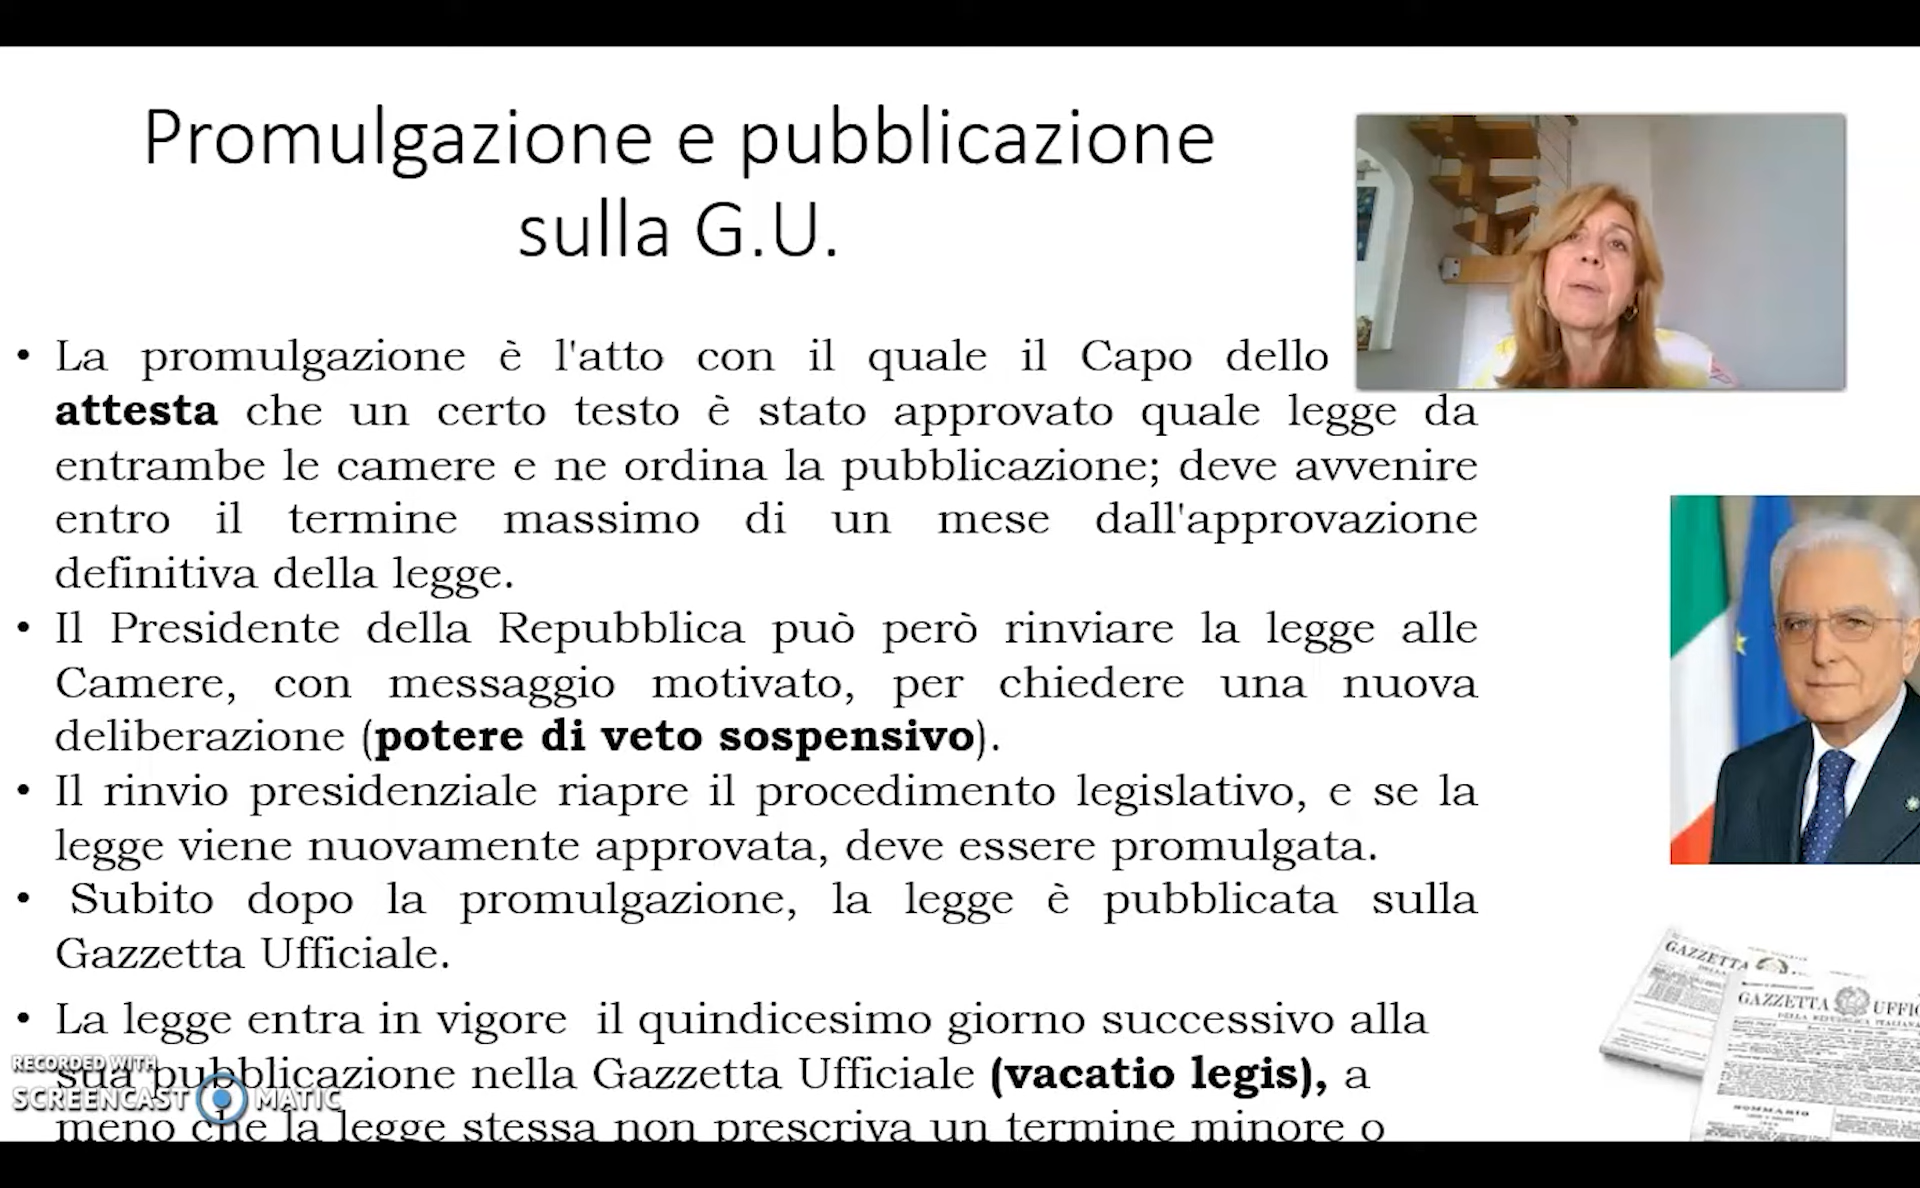 Promulgazione e pubblicazione
sulla G.U.
• La promulgazione è l'atto con il quale il Capo dello
attesta che un certo testo è stato approvato quale legge da
entrambe le camere e ne ordina la pubblicazione; deve avvenire
entro il termine massimo di un mese dall'approvazione
definitiva della legge.
• Il Presidente della Repubblica può però rinviare la legge alle
Camere, con messaggio motivato, per chiedere una nuova
deliberazione (potere di veto sospensivo).
• Il rinvio presidenziale riapre il procedimento legislativo, e se la
legge viene nuovamente approvata, deve essere promulgata.
• Subito dopo la promulgazione, la legge è pubblicata sulla
Gazzetta Ufficiale.
• La legge entra in vigore il quindicesimo giorno successivo alla
sua pubblicazione nella Gazzetta Ufficiale (vacatio legis), a
meno che la legge stessa non prescriva un termine minore o
RECORDED WITH
SCREENCAST MATIC
GAZZETTA
GAZZETTA UFFIC
DELLA REPUBBLICA ITALIANA
SOMMARIO